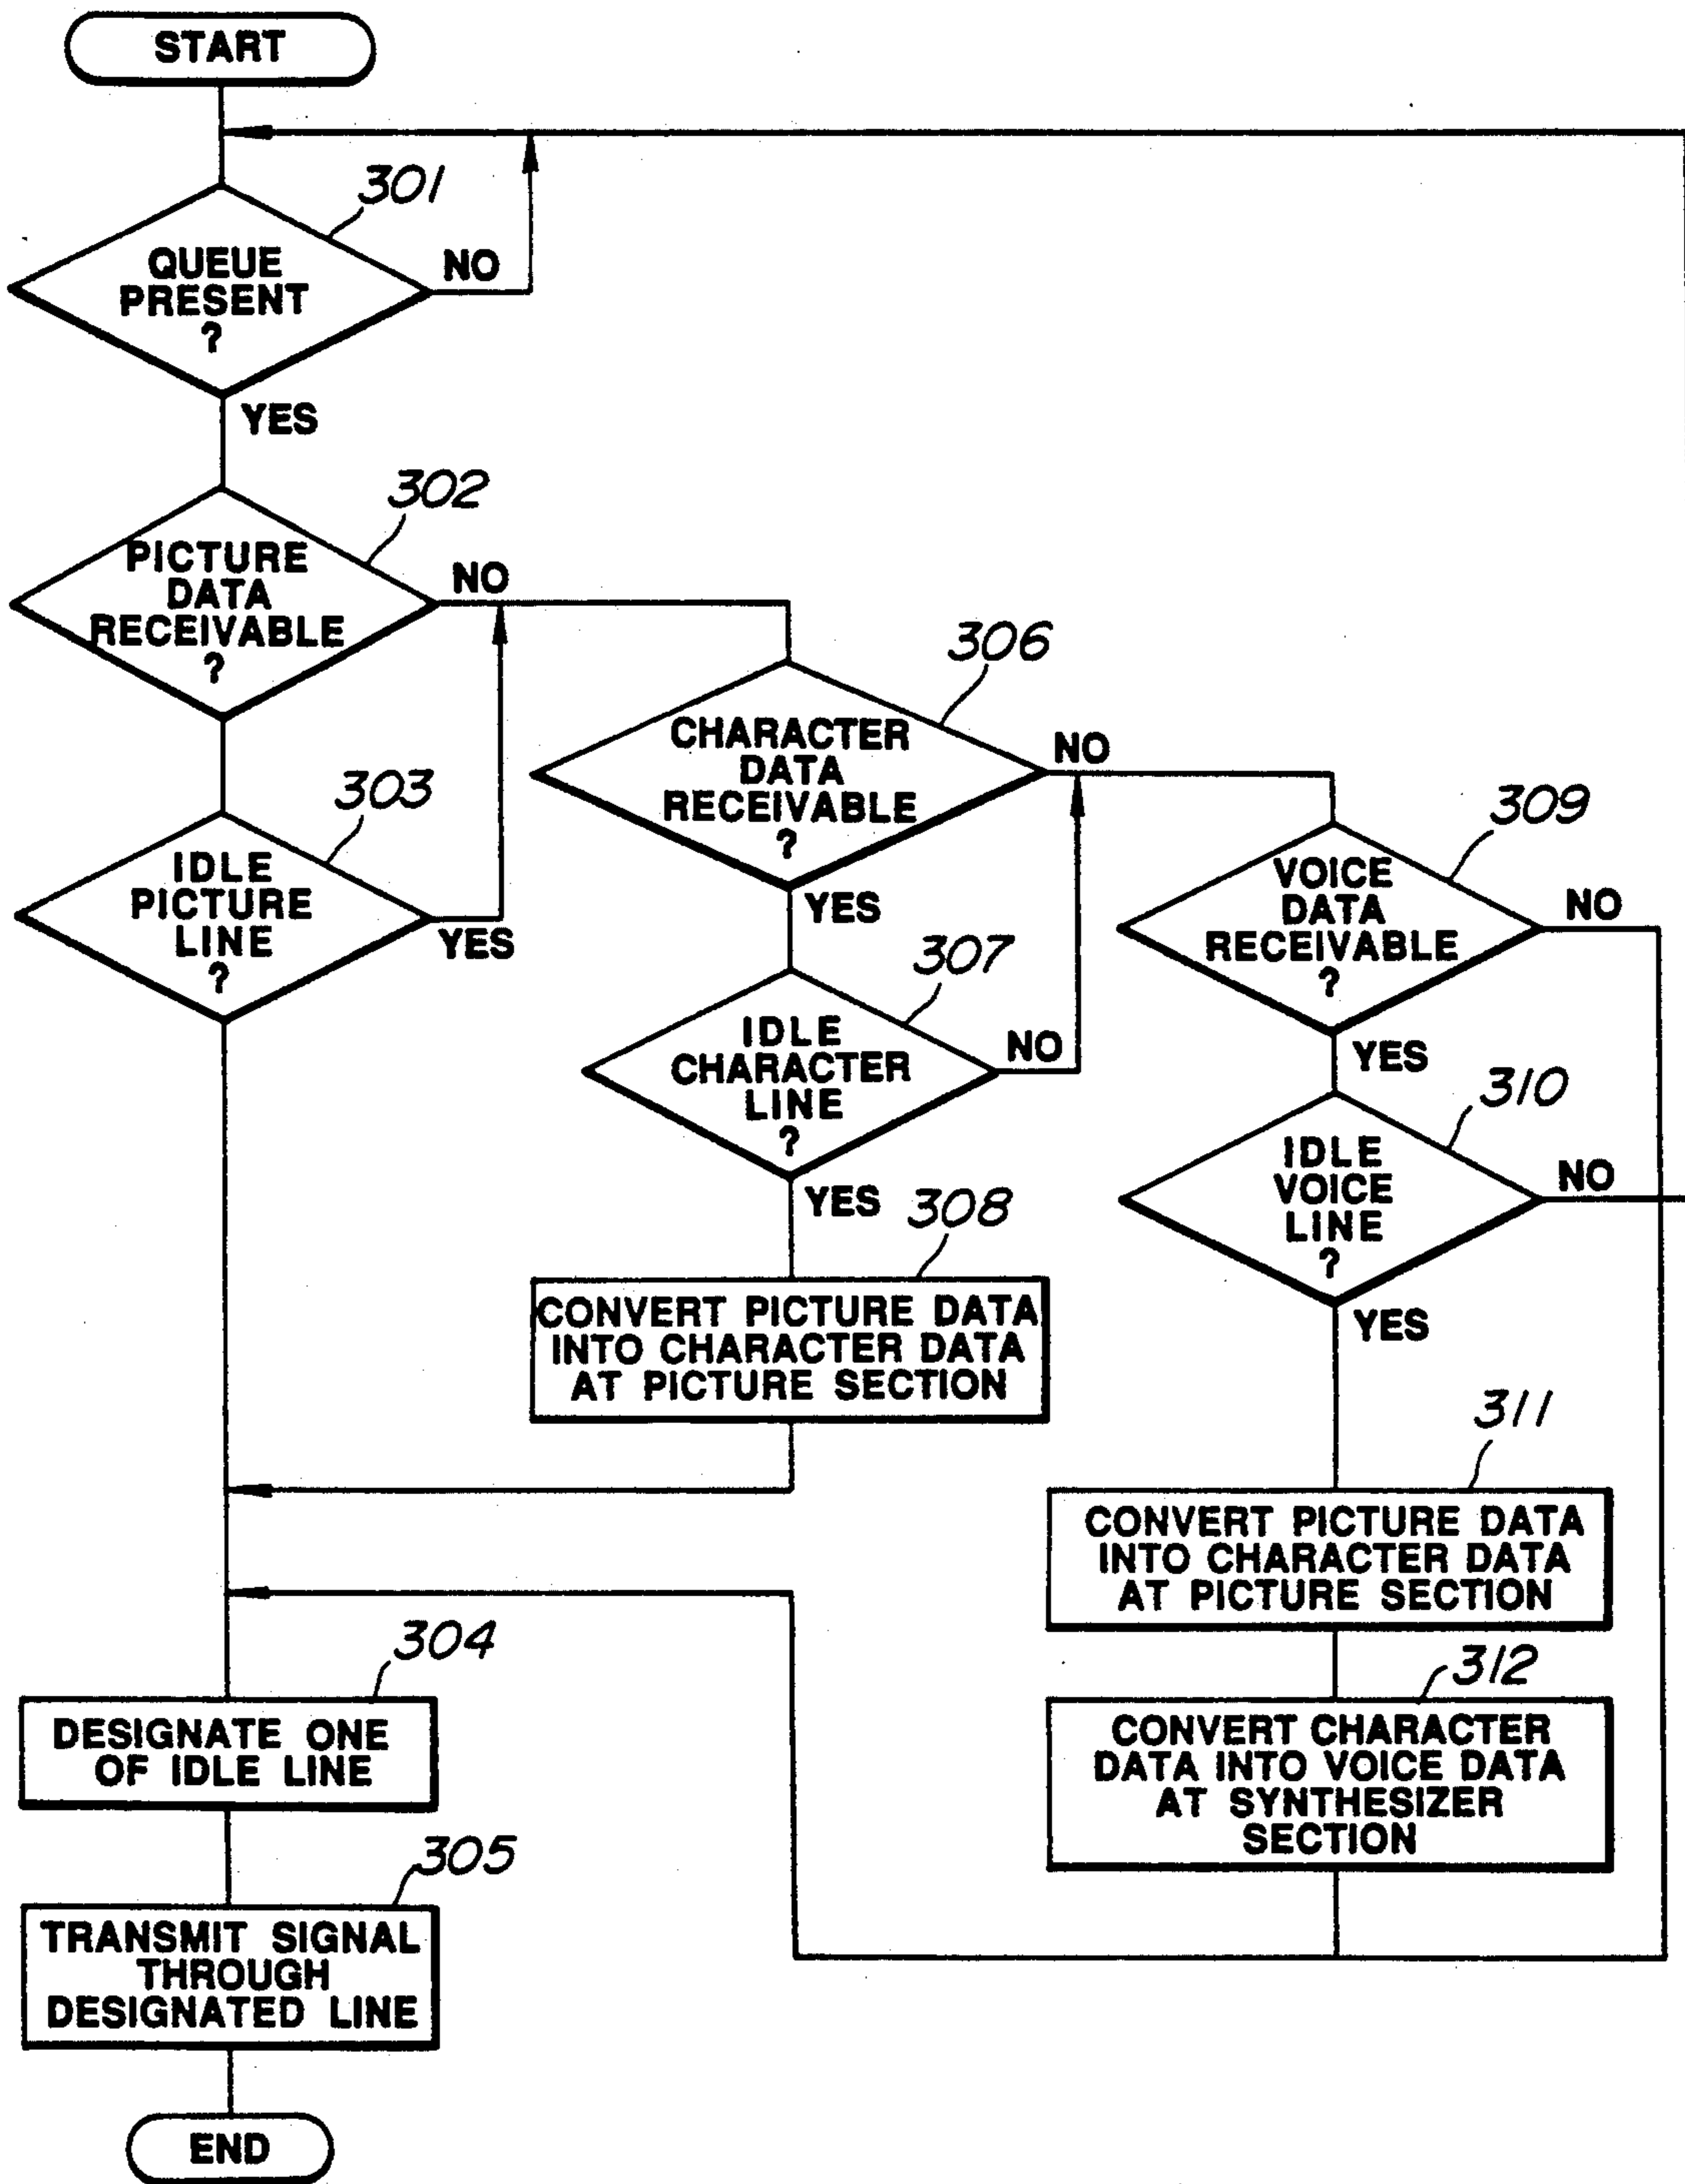 START
301
QUEUE
PRESENT
?
NO
YES
302
PICTURE
DATA
RECEIVABLE
?
NO
303
IDLE
PICTURE
LINE
?
YES
306
CHARACTER
DATA
RECEIVABLE
?
NO
YES
307
IDLE
CHARACTER
LINE
?
NO
YES
308
CONVERT PICTURE DATA
INTO CHARACTER DATA
AT PICTURE SECTION
309
VOICE
DATA
RECEIVABLE
?
NO
YES
310
IDLE
VOICE
LINE
?
NO
YES
311
CONVERT PICTURE DATA
INTO CHARACTER DATA
AT PICTURE SECTION
312
CONVERT CHARACTER
DATA INTO VOICE DATA
AT SYNTHESIZER
SECTION
304
DESIGNATE ONE
OF IDLE LINE
305
TRANSMIT SIGNAL
THROUGH
DESIGNATED LINE
END